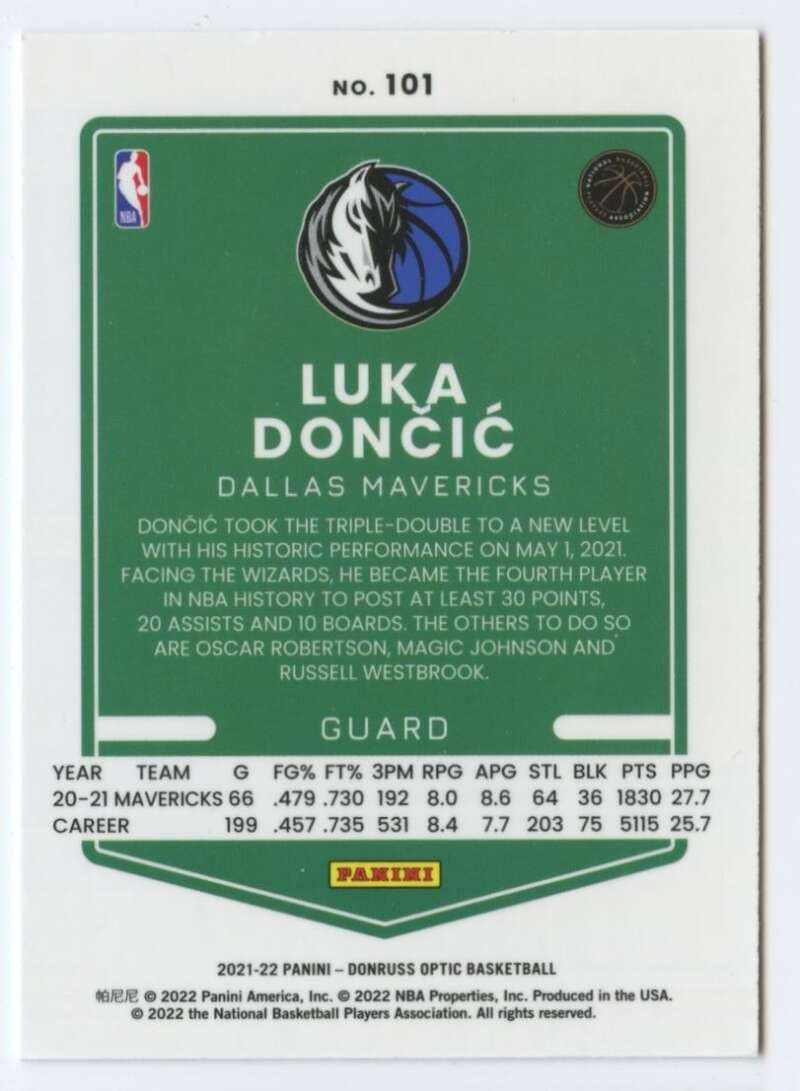 NO. 101
NBA
NATIONAL BASKETBALL PLAYERS ASSOCIATION
LUKA
DONČIĆ
DALLAS MAVERICKS
DONČIĆ TOOK THE TRIPLE-DOUBLE TO A NEW LEVEL
WITH HIS HISTORIC PERFORMANCE ON MAY 1, 2021.
FACING THE WIZARDS, HE BECAME THE FOURTH PLAYER
IN NBA HISTORY TO POST AT LEAST 30 POINTS,
20 ASSISTS AND 10 BOARDS. THE OTHERS TO DO SO
ARE OSCAR ROBERTSON, MAGIC JOHNSON AND
RUSSELL WESTBROOK.
GUARD
YEAR TEAM G FG% FT% 3PM RPG APG STL BLK PTS PPG
20-21 MAVERICKS 66 .479 .730 192 8.0 8.6 64 36 1830 27.7
CAREER 199 .457 .735 531 8.4 7.7 203 75 5115 25.7
PANINI
2021-22 PANINI – DONRUSS OPTIC BASKETBALL
帕尼尼 © 2022 Panini America, Inc. © 2022 NBA Properties, Inc. Produced in the USA.
© 2022 the National Basketball Players Association. All rights reserved.